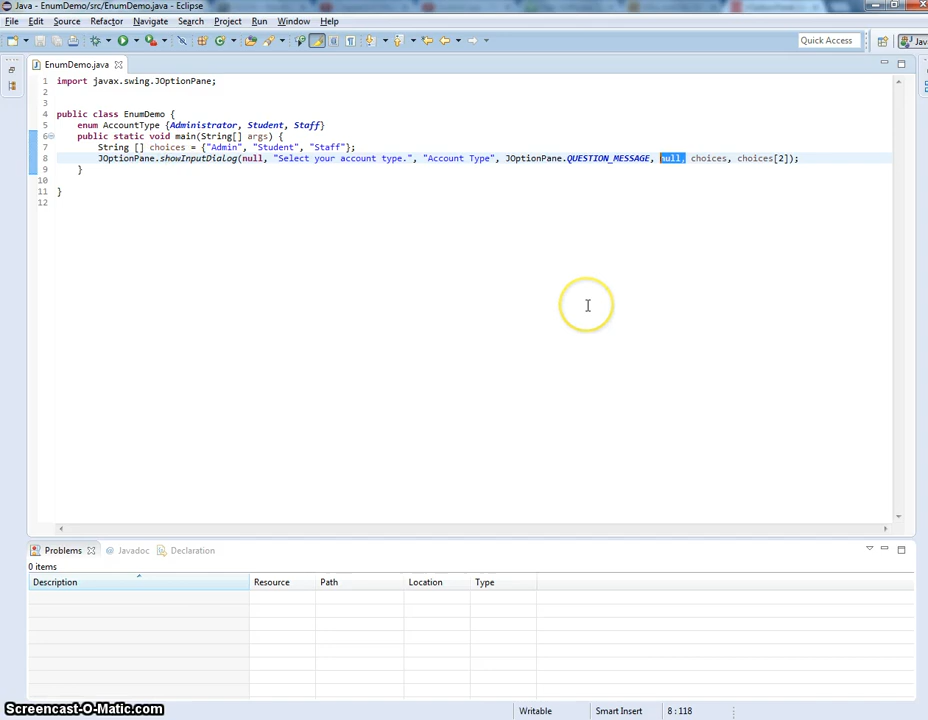 Java - EnumDemo/src/EnumDemo.java - Eclipse
File Edit Refactor Source Navigate Search Project Run Window Help
Quick Access
Java
EnumDemo.java
1 import javax.swing.JOptionPane;
2
3
4 public class EnumDemo {
5 enum AccountType {Administrator, Student, Staff}
6 public static void main(String[] args) {
7 String [] choices = {"Admin", "Student", "Staff"};
8 JOptionPane.showInputDialog(null, "Select your account type.", "Account Type", JOptionPane.QUESTION_MESSAGE, null, choices, choices[2]);
9 }
10
11 }
12
Problems @ Javadoc Declaration
0 items
Description Resource Path Location Type
Screencast-O-Matic.com
Writable Smart Insert 8 : 118